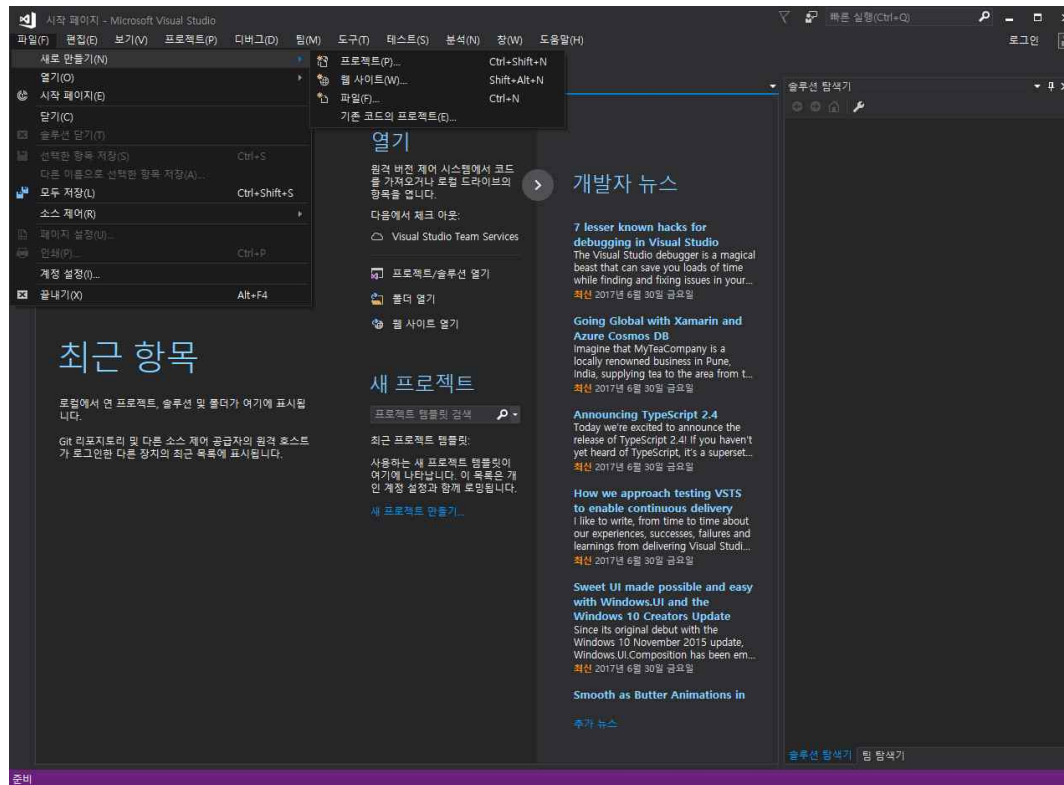 시작 페이지 - Microsoft Visual Studio
빠른 실행(Ctrl+Q)
파일(F) 편집(E) 보기(V) 프로젝트(P) 디버그(D) 팀(M) 도구(T) 테스트(S) 분석(N) 창(W) 도움말(H)
로그인
새로 만들기(N)
열기(O)
시작 페이지(E)
닫기(C)
솔루션 닫기(T)
선택한 항목 저장(S) Ctrl+S
다른 이름으로 선택한 항목 저장(A)...
모두 저장(L) Ctrl+Shift+S
소스 제어(R)
페이지 설정(U)...
인쇄(P)... Ctrl+P
계정 설정(I)...
끝내기(X) Alt+F4
프로젝트(P)... Ctrl+Shift+N
웹 사이트(W)... Shift+Alt+N
파일(F)... Ctrl+N
기존 코드의 프로젝트(E)...
최근 항목
로컬에서 연 프로젝트, 솔루션 및 폴더가 여기에 표시됩
니다.
Git 리포지토리 및 다른 소스 제어 공급자의 원격 호스트
가 로그인한 다른 장치의 최근 목록에 표시됩니다.
열기
원격 버전 제어 시스템에서 코드
를 가져오거나 로컬 드라이브의
항목을 엽니다.
다음에서 체크 아웃:
Visual Studio Team Services
프로젝트/솔루션 열기
폴더 열기
웹 사이트 열기
새 프로젝트
프로젝트 템플릿 검색
최근 프로젝트 템플릿:
사용하는 새 프로젝트 템플릿이
여기에 나타납니다. 이 목록은 개
인 계정 설정과 함께 로밍됩니다.
새 프로젝트 만들기...
개발자 뉴스
7 lesser known hacks for
debugging in Visual Studio
The Visual Studio debugger is a magical
beast that can save you loads of time
while finding and fixing issues in your...
최신 2017년 6월 30일 금요일
Going Global with Xamarin and
Azure Cosmos DB
Imagine that MyTeaCompany is a
locally renowned business in Pune,
India, supplying tea to the area from t...
최신 2017년 6월 30일 금요일
Announcing TypeScript 2.4
Today we're excited to announce the
release of TypeScript 2.4! If you haven't
yet heard of TypeScript, it's a superset...
최신 2017년 6월 30일 금요일
How we approach testing VSTS
to enable continuous delivery
I like to write, from time to time about
our experiences, successes, failures and
learnings from delivering Visual Studi...
최신 2017년 6월 30일 금요일
Sweet UI made possible and easy
with Windows.UI and the
Windows 10 Creators Update
Since its original debut with the
Windows 10 November 2015 update,
Windows.UI.Composition has been em...
최신 2017년 6월 30일 금요일
Smooth as Butter Animations in
추가 뉴스
솔루션 탐색기
솔루션 탐색기 팀 탐색기
준비